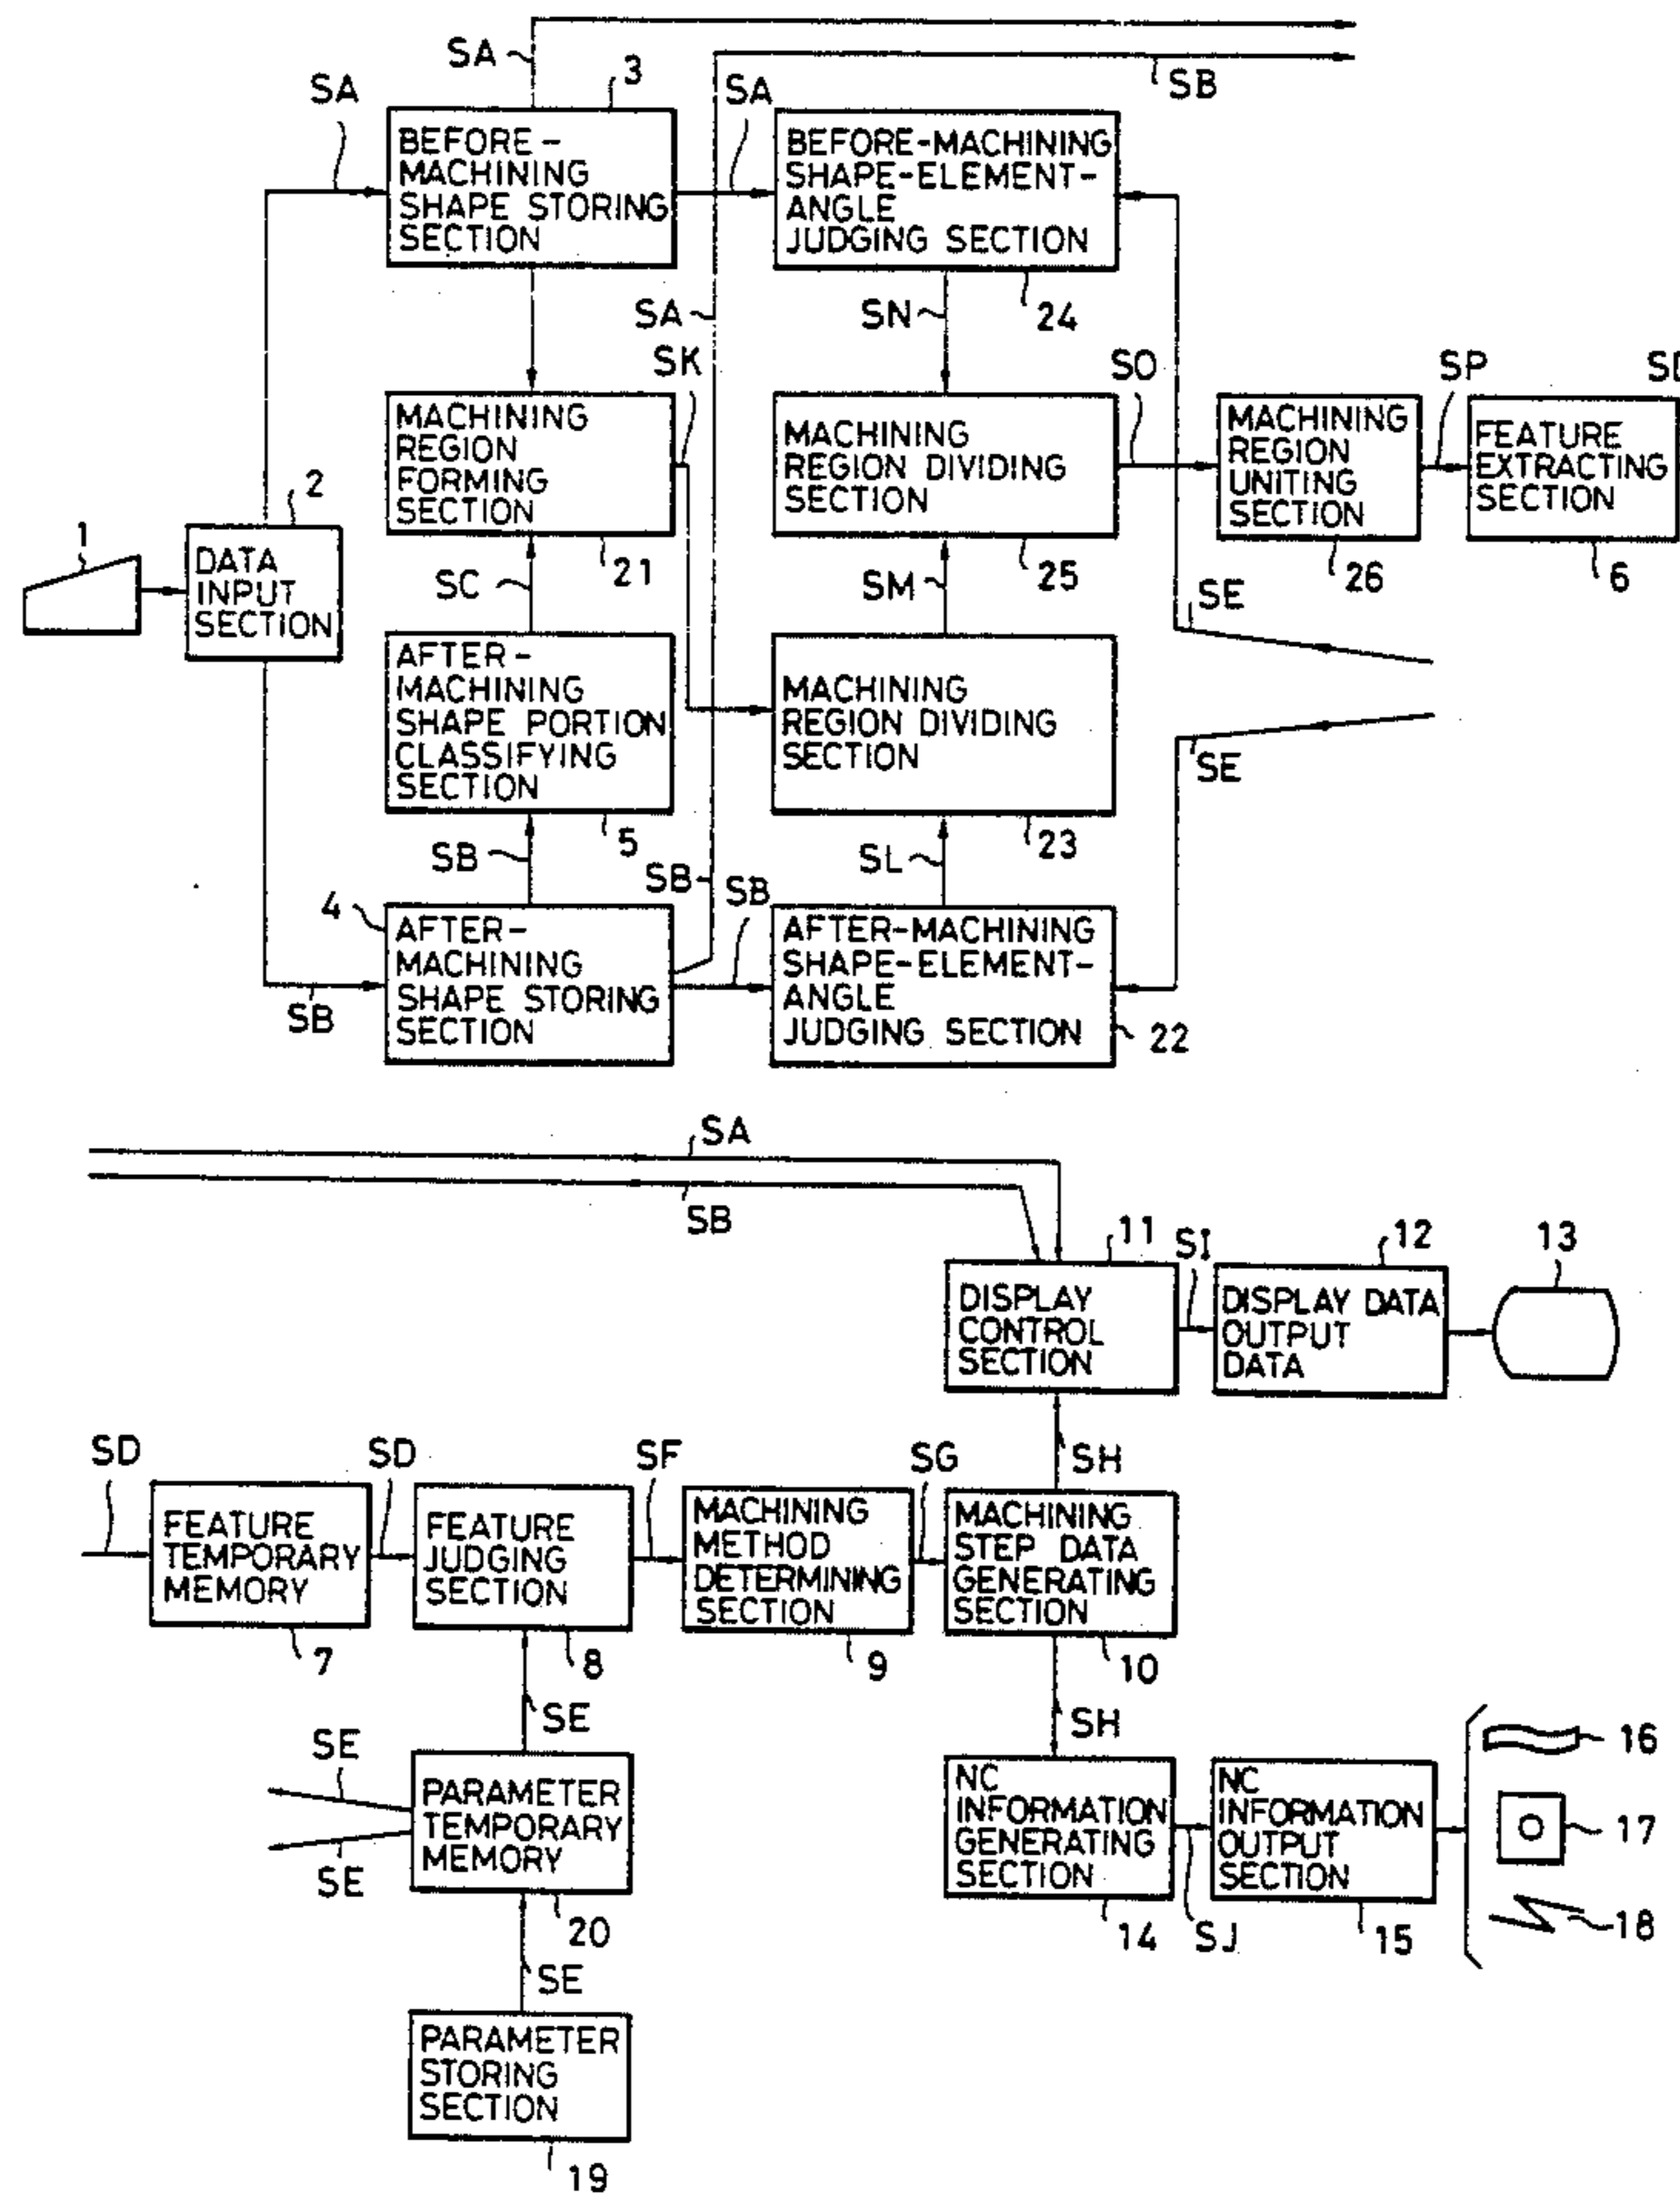 SA
SB
SA
3
SA
BEFORE-
MACHINING
SHAPE STORING
SECTION
BEFORE-MACHINING
SHAPE-ELEMENT-
ANGLE
JUDGING SECTION
24
SA
SN
SK
SO
SP
MACHINING
REGION
FORMING
SECTION
21
MACHINING
REGION DIVIDING
SECTION
25
MACHINING
REGION
UNITING
SECTION
26
FEATURE
EXTRACTING
SECTION
6
1
2
DATA
INPUT
SECTION
SC
SM
SE
AFTER-
MACHINING
SHAPE PORTION
CLASSIFYING
SECTION
5
MACHINING
REGION DIVIDING
SECTION
23
SE
SB
SL
SB
SB
4
AFTER-
MACHINING
SHAPE STORING
SECTION
SB
AFTER-MACHINING
SHAPE-ELEMENT-
ANGLE
JUDGING SECTION
22
SA
SB
11
SI
12
13
DISPLAY
CONTROL
SECTION
DISPLAY DATA
OUTPUT
DATA
SD
SD
SF
SG
SH
FEATURE
TEMPORARY
MEMORY
7
FEATURE
JUDGING
SECTION
8
MACHINING
METHOD
DETERMINING
SECTION
9
MACHINING
STEP DATA
GENERATING
SECTION
10
SE
SH
SE
SE
PARAMETER
TEMPORARY
MEMORY
20
NC
INFORMATION
GENERATING
SECTION
14
SJ
NC
INFORMATION
OUTPUT
SECTION
15
16
17
18
SE
PARAMETER
STORING
SECTION
19